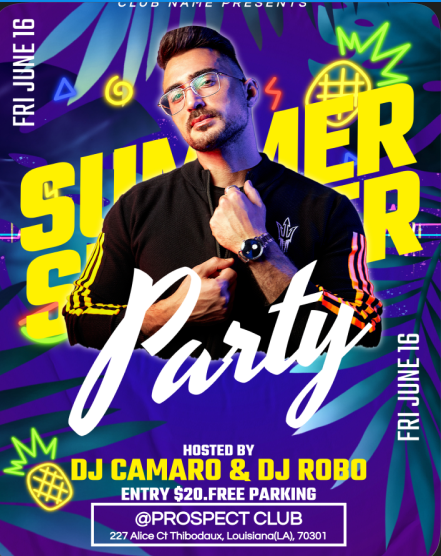 CLUB NAME PRESENTS
FRI JUNE 16
SUMMER
SUMMER
Party
FRI JUNE 16
HOSTED BY
DJ CAMARO & DJ ROBO
ENTRY $20.FREE PARKING
@PROSPECT CLUB
227 Alice Ct Thibodaux, Louisiana(LA), 70301